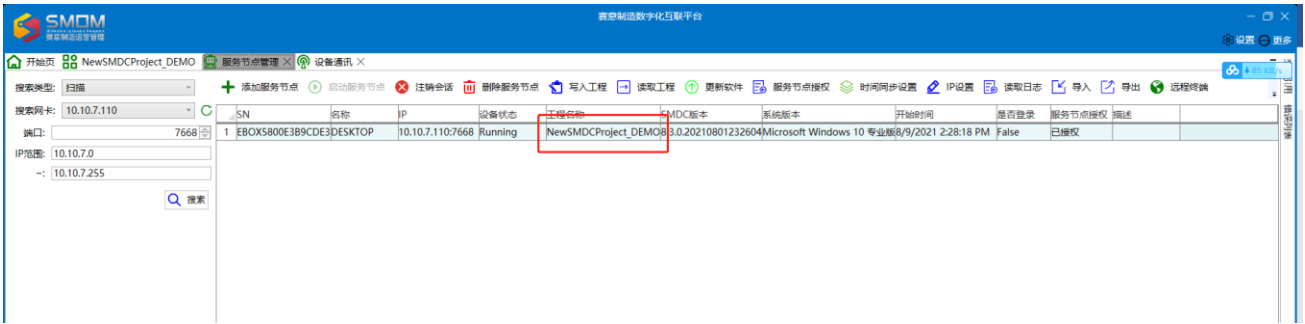 赛意制造数字化互联平台
SMOM
赛意制造运营管理
设置 更多
开始页 NewSMDCProject_DEMO 服务节点管理 设备通讯
85 KB/s
搜索类型: 扫描
添加服务节点 启动服务节点 注销会话 删除服务节点 写入工程 读取工程 更新软件 服务节点授权 时间同步设置 IP设置 读取日志 导入 导出 远程终端
搜索网卡: 10.10.7.110
SN 名称 IP 设备状态 工程名称 SMDC版本 系统版本 开始时间 是否登录 服务节点授权 描述
端口: 7668
1 EBOX5800E3B9CDE3 DESKTOP 10.10.7.110:7668 Running NewSMDCProject_DEMO 8.3.0.20210801232604 Microsoft Windows 10 专业版 8/9/2021 2:28:18 PM False 已授权
IP范围: 10.10.7.0
~: 10.10.7.255
搜索